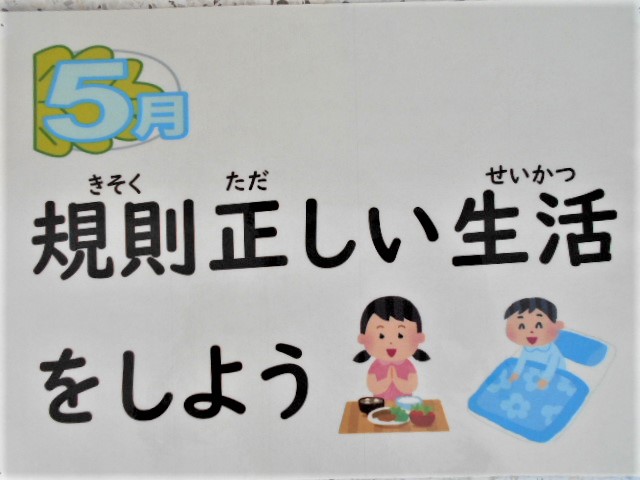 5月
きそく ただ せいかつ
規則正しい生活
をしよう